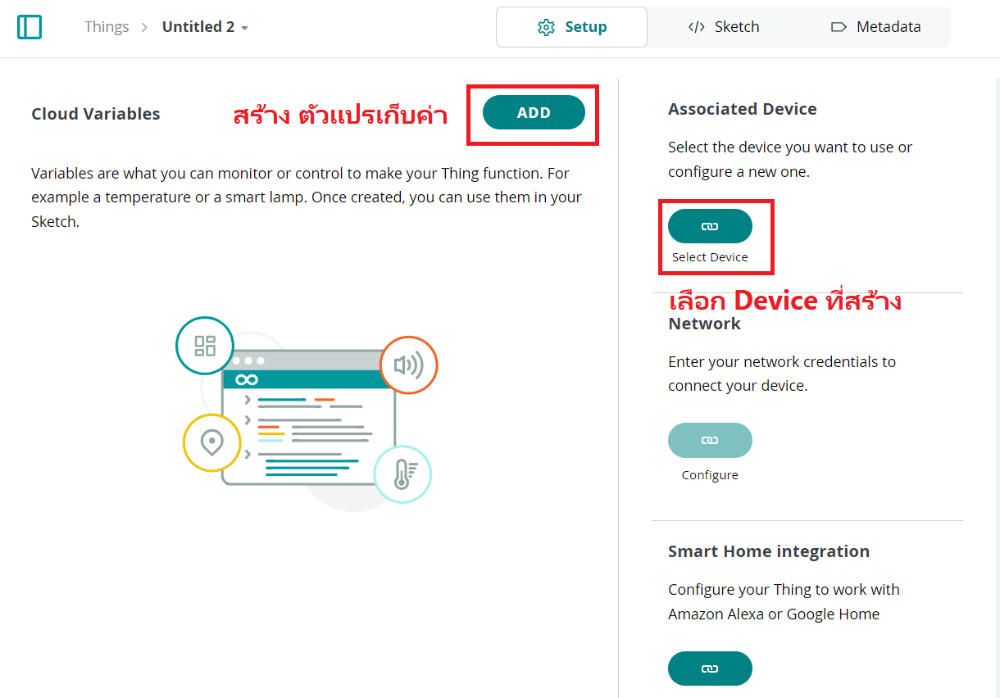 Things > Untitled 2
Setup
</> Sketch
Metadata
Cloud Variables
สร้าง ตัวแปรเก็บค่า
ADD
Variables are what you can monitor or control to make your Thing function. For
example a temperature or a smart lamp. Once created, you can use them in your
Sketch.
Associated Device
Select the device you want to use or
configure a new one.
Select Device
เลือก Device ที่สร้าง
Network
Enter your network credentials to
connect your device.
Configure
Smart Home integration
Configure your Thing to work with
Amazon Alexa or Google Home